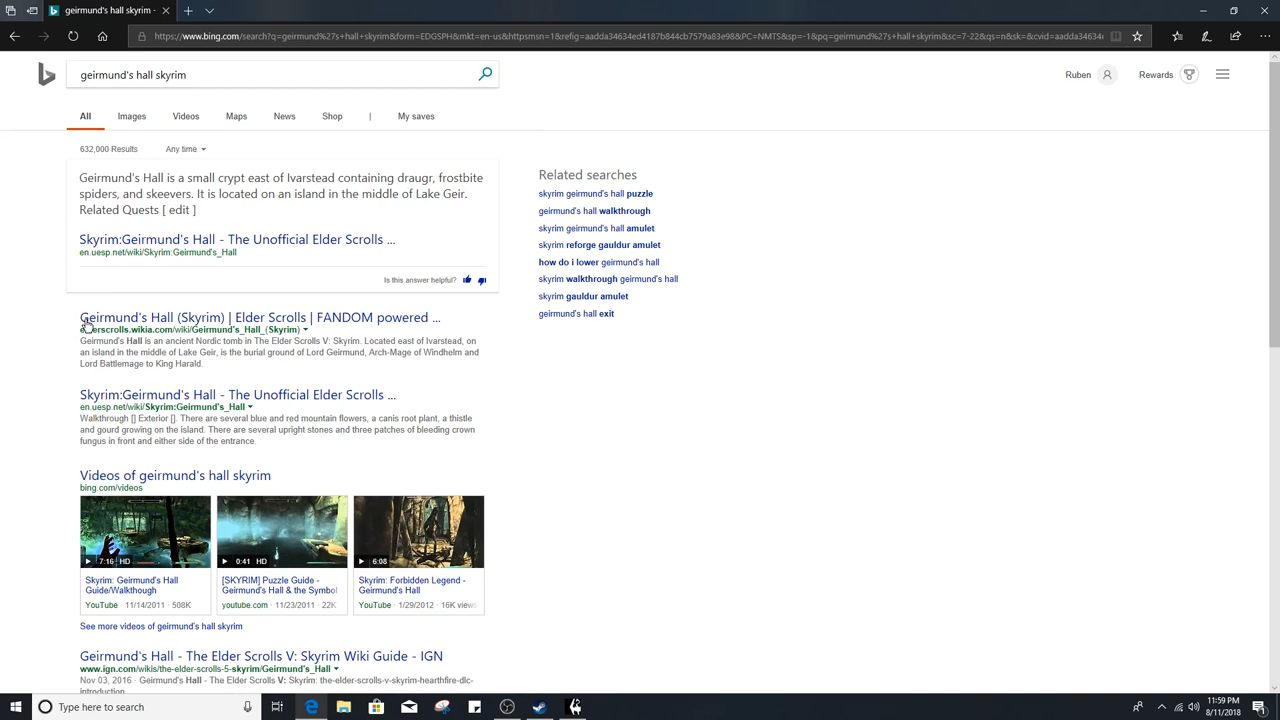 https://www.bing.com/search?q=geirmund%27s+hall+skyrim&form=EDGSPH&mkt=en-us&httpsmsn=1&refig=aadda34634ed4187b844cb7579a83e98&PC=NMTS&sp=-1&pq=geirmund%27s+hall+skyrim&sc=7-22&qs=n&sk=&cvid=aadda34634
geirmund's hall skyrim
Ruben
Rewards
All
Images
Videos
Maps
News
Shop
|
My saves
632,000 Results
Any time
Geirmund's Hall is a small crypt east of Ivarstead containing draugr, frostbite
spiders, and skeevers. It is located on an island in the middle of Lake Geir.
Related Quests [ edit ]
Skyrim:Geirmund's Hall - The Unofficial Elder Scrolls ...
en.uesp.net/wiki/Skyrim:Geirmund's_Hall
Is this answer helpful?
Geirmund's Hall (Skyrim) | Elder Scrolls | FANDOM powered ...
elderscrolls.wikia.com/wiki/Geirmund's_Hall_(Skyrim)
Geirmund's Hall is an ancient Nordic tomb in The Elder Scrolls V: Skyrim. Located east of Ivarstead, on
an island in the middle of Lake Geir, is the burial ground of Lord Geirmund, Arch-Mage of Windhelm and
Lord Battlemage to King Harald.
Skyrim:Geirmund's Hall - The Unofficial Elder Scrolls ...
en.uesp.net/wiki/Skyrim:Geirmund's_Hall
Walkthrough [] Exterior []. There are several blue and red mountain flowers, a canis root plant, a thistle
and gourd growing on the island. There are several upright stones and three patches of bleeding crown
fungus in front and either side of the entrance.
Videos of geirmund's hall skyrim
bing.com/videos
7:16 HD
0:41 HD
6:08
Skyrim: Geirmund's Hall
Guide/Walkthough
YouTube · 11/14/2011 · 508K
[SKYRIM] Puzzle Guide -
Geirmund's Hall & the Symbol
youtube.com · 11/23/2011 · 22K
Skyrim: Forbidden Legend -
Geirmund's Hall
YouTube · 1/29/2012 · 16K views
See more videos of geirmund's hall skyrim
Geirmund's Hall - The Elder Scrolls V: Skyrim Wiki Guide - IGN
www.ign.com/wikis/the-elder-scrolls-5-skyrim/Geirmund's_Hall
Nov 03, 2016 · Geirmund's Hall - The Elder Scrolls V: Skyrim: the-elder-scrolls-v-skyrim-hearthfire-dlc-
introduction
Related searches
skyrim geirmund's hall puzzle
geirmund's hall walkthrough
skyrim geirmund's hall amulet
skyrim reforge gauldur amulet
how do i lower geirmund's hall
skyrim walkthrough geirmund's hall
skyrim gauldur amulet
geirmund's hall exit
Type here to search
11:59 PM
8/11/2018